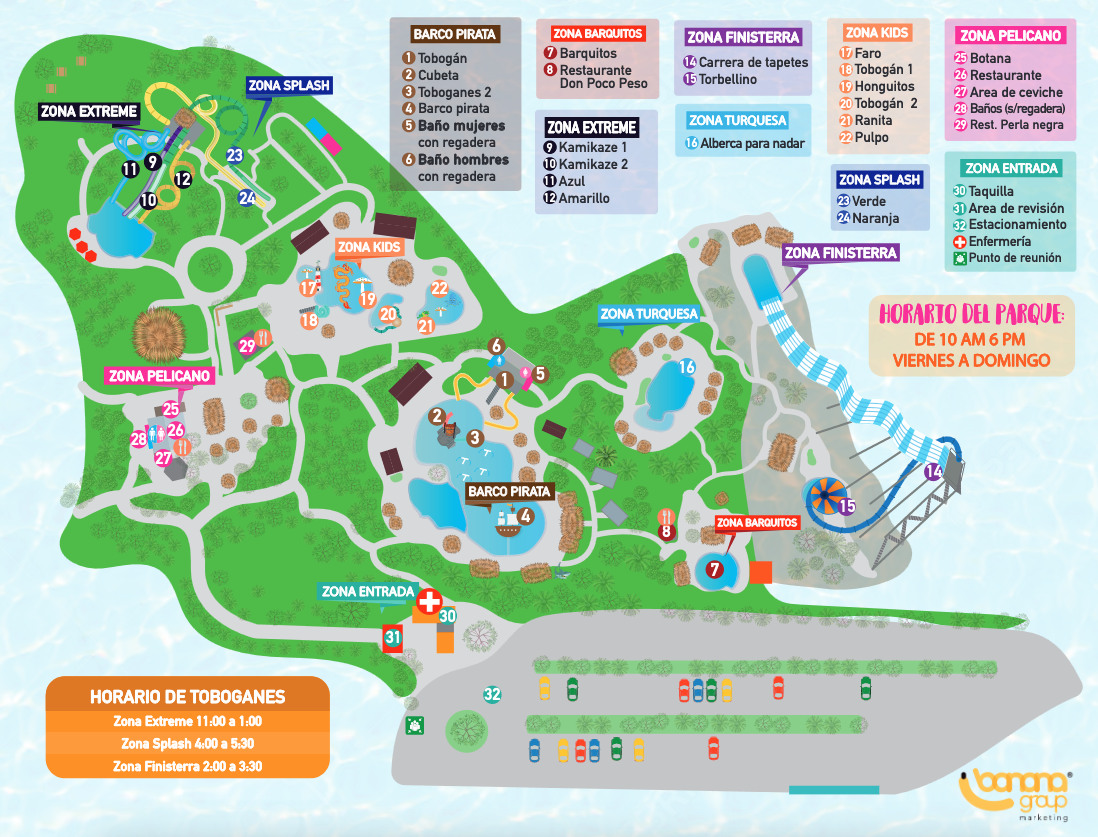 BARCO PIRATA
1 Tobogán
2 Cubeta
3 Toboganes 2
4 Barco pirata
5 Baño mujeres
con regadera
6 Baño hombres
con regadera
ZONA BARQUITOS
7 Barquitos
8 Restaurante
Don Poco Peso
ZONA EXTREME
9 Kamikaze 1
10 Kamikaze 2
11 Azul
12 Amarillo
ZONA FINISTERRA
14 Carrera de tapetes
15 Torbellino
ZONA TURQUESA
16 Alberca para nadar
ZONA KIDS
17 Faro
18 Tobogán 1
19 Honguitos
20 Tobogán 2
21 Ranita
22 Pulpo
ZONA SPLASH
23 Verde
24 Naranja
ZONA PELICANO
25 Botana
26 Restaurante
27 Area de ceviche
28 Baños (s/regadera)
29 Rest. Perla negra
ZONA ENTRADA
30 Taquilla
31 Area de revisión
32 Estacionamiento
Enfermería
Punto de reunión
HORARTO DEL PARQUE:
DE 10 AM 6 PM
VIERNES A DOMINGO
ZONA SPLASH
ZONA EXTREME
23
9
11
12
10
24
ZONA KIDS
17
19
22
18
20
21
29
ZONA FINISTERRA
14
15
ZONA TURQUESA
16
ZONA PELICANO
25
28
26
27
6
1
5
2
3
BARCO PIRATA
4
8
ZONA BARQUITOS
7
ZONA ENTRADA
30
31
32
HORARIO DE TOBOGANES
Zona Extreme 11:00 a 1:00
Zona Splash 4:00 a 5:30
Zona Finisterra 2:00 a 3:30
banana®
group
marketing